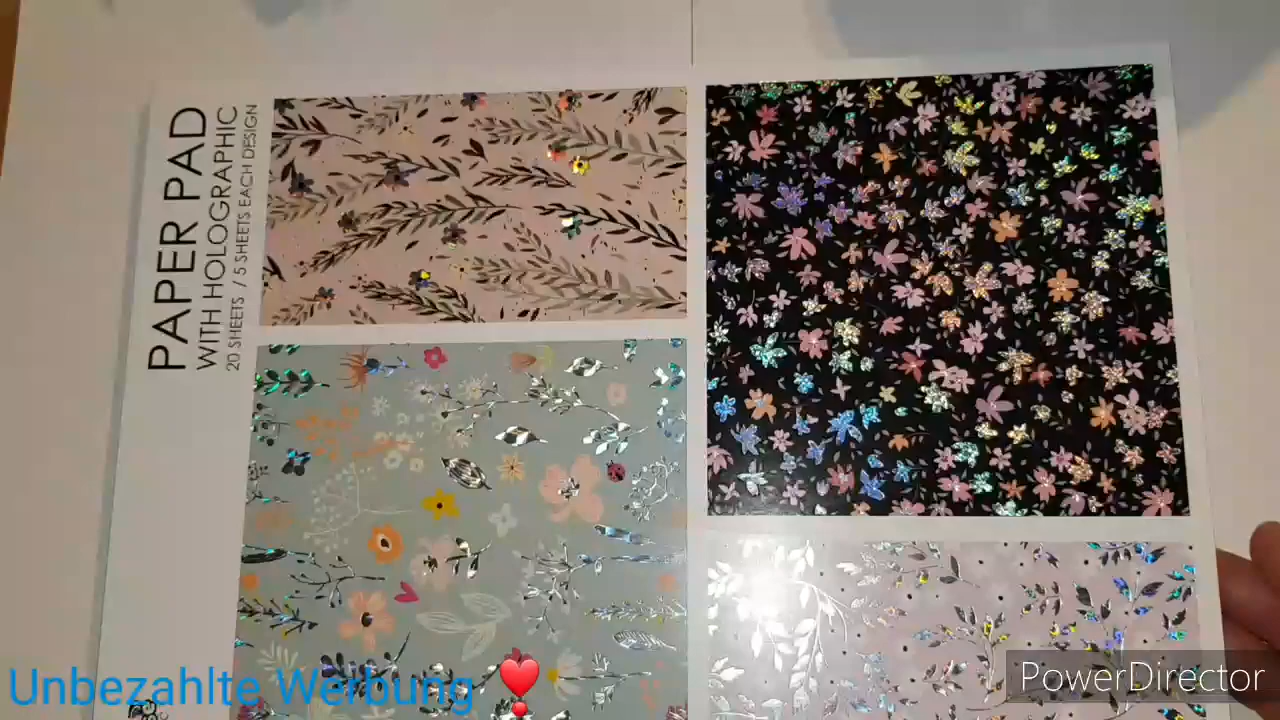 PAPER PAD
WITH HOLOGRAPHIC
20 SHEETS / 5 SHEETS EACH DESIGN
Unbezahlte Werbung
PowerDirector